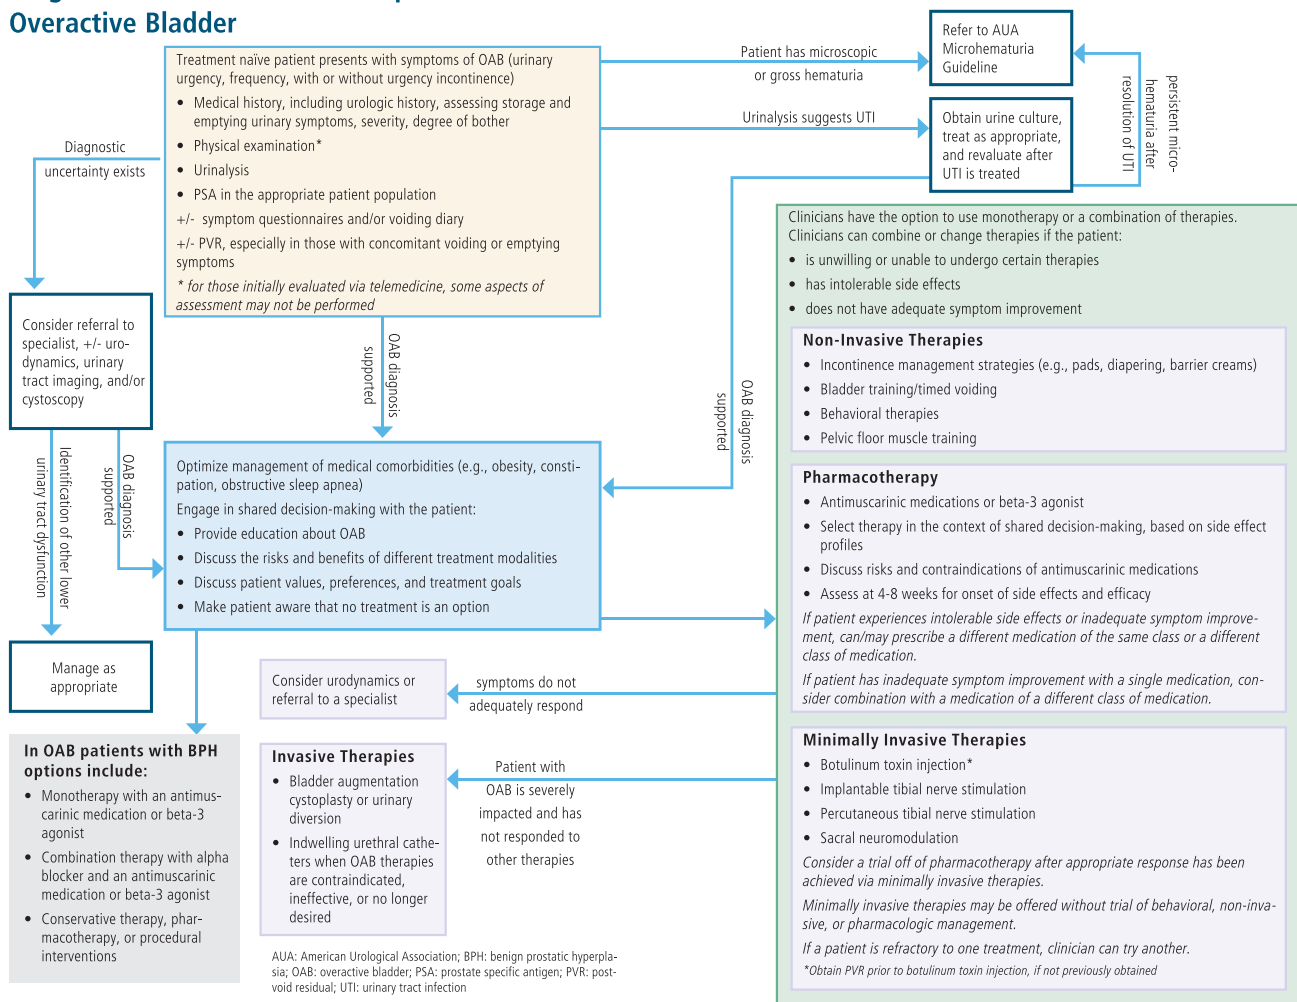 Overactive Bladder
Treatment naïve patient presents with symptoms of OAB (urinary
urgency, frequency, with or without urgency incontinence)
• Medical history, including urologic history, assessing storage and
emptying urinary symptoms, severity, degree of bother
• Physical examination*
• Urinalysis
• PSA in the appropriate patient population
+/- symptom questionnaires and/or voiding diary
+/- PVR, especially in those with concomitant voiding or emptying
symptoms
* for those initially evaluated via telemedicine, some aspects of
assessment may not be performed
Patient has microscopic
or gross hematuria
Refer to AUA
Microhematuria
Guideline
Urinalysis suggests UTI
Obtain urine culture,
treat as appropriate,
and revaluate after
UTI is treated
persistent micro-
hematuria after
resolution of UTI
Diagnostic
uncertainty exists
Consider referral to
specialist, +/- uro-
dynamics, urinary
tract imaging, and/or
cystoscopy
OAB diagnosis
supported
OAB diagnosis
supported
Identification of other lower
urinary tract dysfunction
OAB diagnosis
supported
Manage as
appropriate
Optimize management of medical comorbidities (e.g., obesity, consti-
pation, obstructive sleep apnea)
Engage in shared decision-making with the patient:
• Provide education about OAB
• Discuss the risks and benefits of different treatment modalities
• Discuss patient values, preferences, and treatment goals
• Make patient aware that no treatment is an option
In OAB patients with BPH
options include:
• Monotherapy with an antimus-
carinic medication or beta-3
agonist
• Combination therapy with alpha
blocker and an antimuscarinic
medication or beta-3 agonist
• Conservative therapy, phar-
macotherapy, or procedural
interventions
Clinicians have the option to use monotherapy or a combination of therapies.
Clinicians can combine or change therapies if the patient:
• is unwilling or unable to undergo certain therapies
• has intolerable side effects
• does not have adequate symptom improvement
Non-Invasive Therapies
• Incontinence management strategies (e.g., pads, diapering, barrier creams)
• Bladder training/timed voiding
• Behavioral therapies
• Pelvic floor muscle training
Pharmacotherapy
• Antimuscarinic medications or beta-3 agonist
• Select therapy in the context of shared decision-making, based on side effect
profiles
• Discuss risks and contraindications of antimuscarinic medications
• Assess at 4-8 weeks for onset of side effects and efficacy
If patient experiences intolerable side effects or inadequate symptom improve-
ment, can/may prescribe a different medication of the same class or a different
class of medication.
If patient has inadequate symptom improvement with a single medication, con-
sider combination with a medication of a different class of medication.
Minimally Invasive Therapies
• Botulinum toxin injection*
• Implantable tibial nerve stimulation
• Percutaneous tibial nerve stimulation
• Sacral neuromodulation
Consider a trial off of pharmacotherapy after appropriate response has been
achieved via minimally invasive therapies.
Minimally invasive therapies may be offered without trial of behavioral, non-inva-
sive, or pharmacologic management.
If a patient is refractory to one treatment, clinician can try another.
*Obtain PVR prior to botulinum toxin injection, if not previously obtained
symptoms do not
adequately respond
Consider urodynamics or
referral to a specialist
Patient with
OAB is severely
impacted and has
not responded to
other therapies
Invasive Therapies
• Bladder augmentation
cystoplasty or urinary
diversion
• Indwelling urethral cathe-
ters when OAB therapies
are contraindicated,
ineffective, or no longer
desired
AUA: American Urological Association; BPH: benign prostatic hyperpla-
sia; OAB: overactive bladder; PSA: prostate specific antigen; PVR: post-
void residual; UTI: urinary tract infection